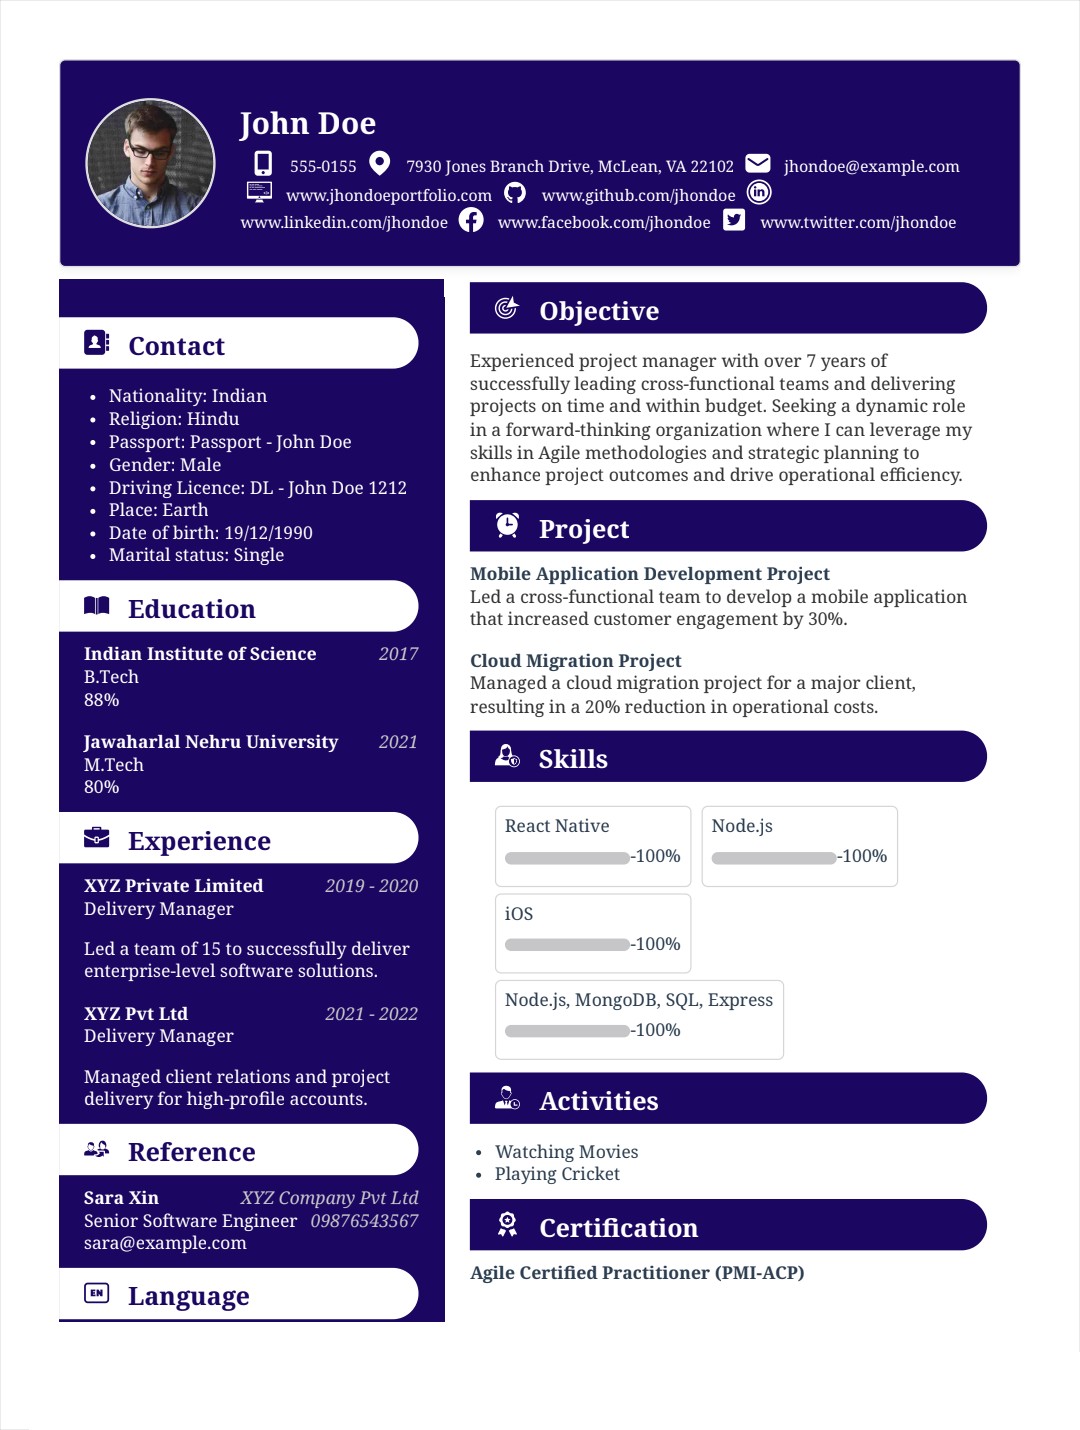 John Doe
555-0155 7930 Jones Branch Drive, McLean, VA 22102 jhondoe@example.com
www.jhondoeportfolio.com www.github.com/jhondoe
www.linkedin.com/jhondoe www.facebook.com/jhondoe www.twitter.com/jhondoe
Contact
• Nationality: Indian
• Religion: Hindu
• Passport: Passport - John Doe
• Gender: Male
• Driving Licence: DL - John Doe 1212
• Place: Earth
• Date of birth: 19/12/1990
• Marital status: Single
Education
Indian Institute of Science 2017
B.Tech
88%
Jawaharlal Nehru University 2021
M.Tech
80%
Experience
XYZ Private Limited 2019 - 2020
Delivery Manager
Led a team of 15 to successfully deliver
enterprise-level software solutions.
XYZ Pvt Ltd 2021 - 2022
Delivery Manager
Managed client relations and project
delivery for high-profile accounts.
Reference
Sara Xin XYZ Company Pvt Ltd
Senior Software Engineer 09876543567
sara@example.com
EN Language
Objective
Experienced project manager with over 7 years of
successfully leading cross-functional teams and delivering
projects on time and within budget. Seeking a dynamic role
in a forward-thinking organization where I can leverage my
skills in Agile methodologies and strategic planning to
enhance project outcomes and drive operational efficiency.
Project
Mobile Application Development Project
Led a cross-functional team to develop a mobile application
that increased customer engagement by 30%.
Cloud Migration Project
Managed a cloud migration project for a major client,
resulting in a 20% reduction in operational costs.
Skills
React Native Node.js
-100% -100%
iOS
-100%
Node.js, MongoDB, SQL, Express
-100%
Activities
• Watching Movies
• Playing Cricket
Certification
Agile Certified Practitioner (PMI-ACP)